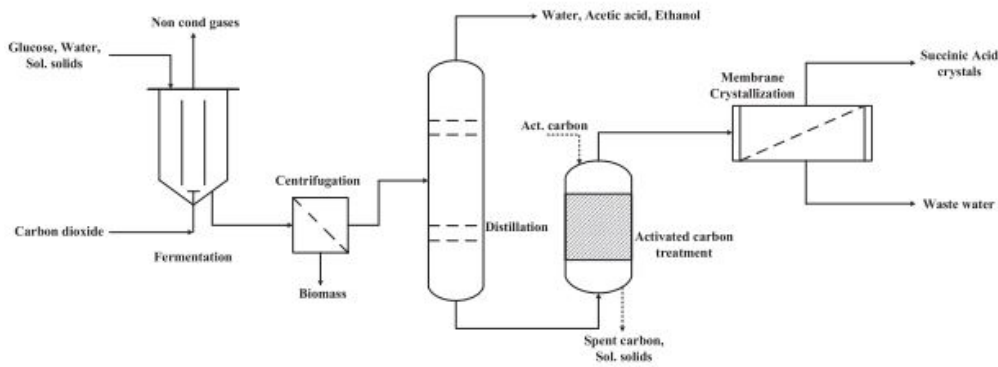 Non cond gases
Glucose, Water,
Sol. solids
Carbon dioxide
Fermentation
Centrifugation
Biomass
Water, Acetic acid, Ethanol
Distillation
Act. carbon
Activated carbon
treatment
Spent carbon,
Sol. solids
Membrane
Crystallization
Succinic Acid
crystals
Waste water